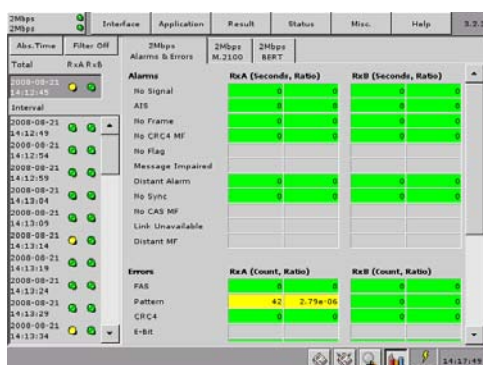 2Mbps
2Mbps
Interface Application Result Status Misc. Help 3.2.
Abs.Time Filter Off
Total RxA RxB
2008-08-21
14:12:45
Interval
2008-08-21
14:12:49
2008-08-21
14:12:54
2008-08-21
14:12:59
2008-08-21
14:13:04
2008-08-21
14:13:09
2008-08-21
14:13:14
2008-08-21
14:13:19
2008-08-21
14:13:24
2008-08-21
14:13:29
2008-08-21
14:13:34
2Mbps
Alarms & Errors
2Mbps
M.2100
2Mbps
BERT
Alarms RxA (Seconds, Ratio) RxB (Seconds, Ratio)
No Signal 0 0 0 0
AIS 0 0 0 0
No Frame 0 0 0 0
No CRC4 MF 0 0 0 0
No Flag
Message Impaired
Distant Alarm 0 0 0 0
No Sync 0 0 0 0
No CAS MF
Link Unavailable
Distant MF
Errors RxA (Count, Ratio) RxB (Count, Ratio)
FAS 0 0 0 0
Pattern 42 2.79e-06 0 0
CRC4 0 0 0 0
E-Bit
14:17:49